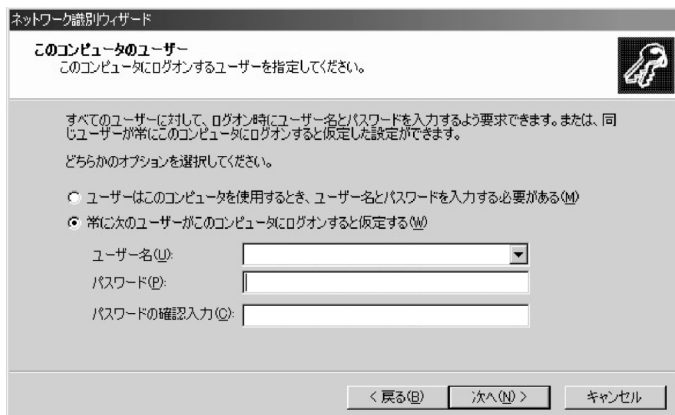 ネットワーク識別ウィザード
このコンピュータのユーザー
このコンピュータにログオンするユーザーを指定してください。
すべてのユーザーに対して、ログオン時にユーザー名とパスワードを入力するよう要求できます。または、同
じユーザーが常にこのコンピュータにログオンすると仮定した設定ができます。
どちらかのオプションを選択してください。
ユーザーはこのコンピュータを使用するとき、ユーザー名とパスワードを入力する必要がある(M)
常に次のユーザーがこのコンピュータにログオンすると仮定する(W)
ユーザー名(U):
パスワード(P):
パスワードの確認入力(C):
< 戻る(B) 次へ(N) > キャンセル